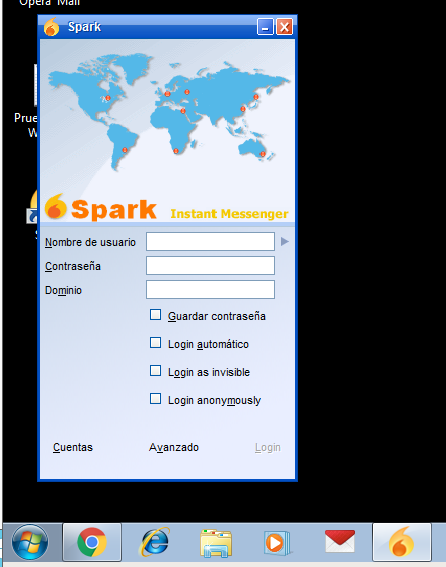 Opera Mail
Spark
Prue
W
S
Spark Instant Messenger
Nombre de usuario
Contraseña
Dominio
Guardar contraseña
Login automático
Login as invisible
Login anonymously
Cuentas
Avanzado
Login